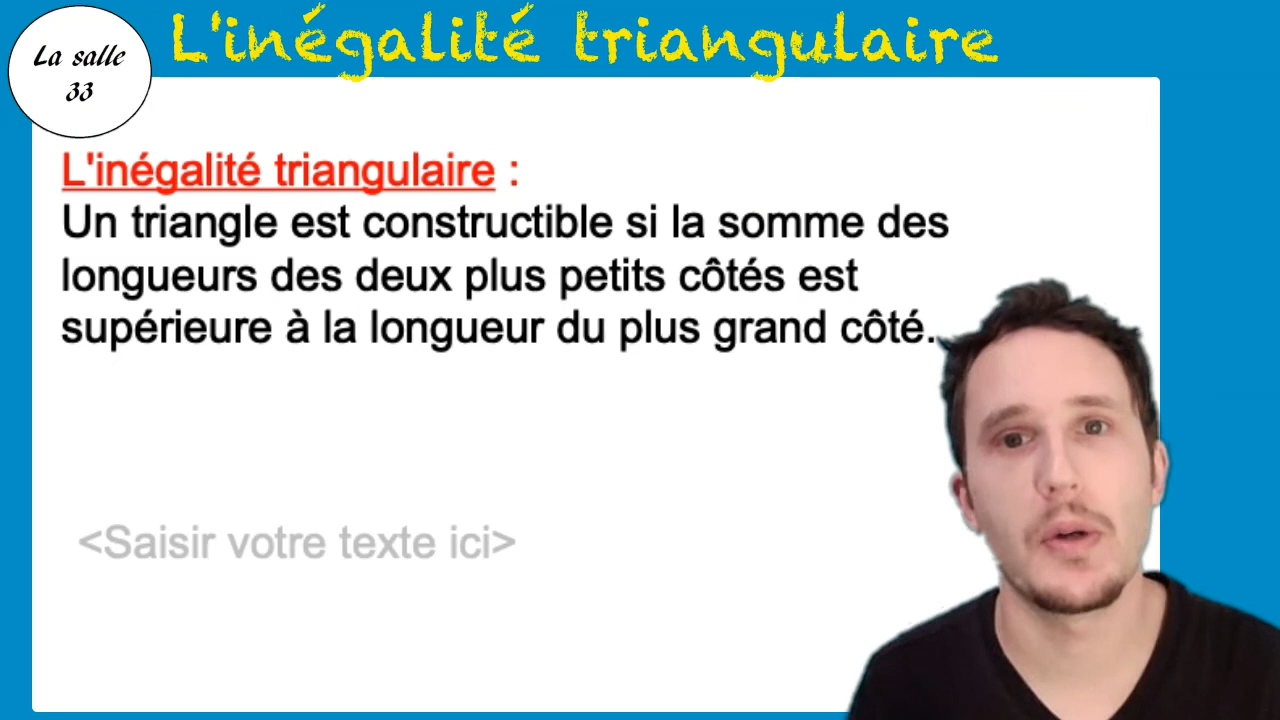 La salle
33
L'inégalité triangulaire
L'inégalité triangulaire :
Un triangle est constructible si la somme des
longueurs des deux plus petits côtés est
supérieure à la longueur du plus grand côté.
<Saisir votre texte ici>